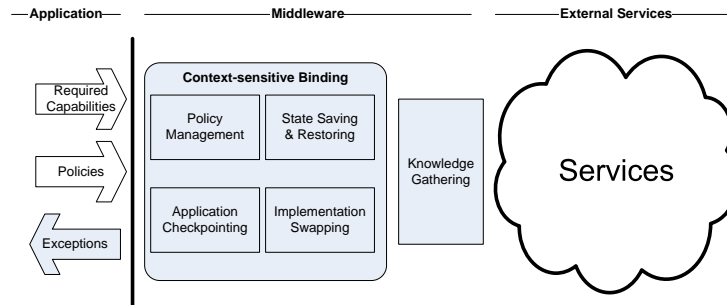 Application
Middleware
External Services
Required
Capabilities
Policies
Exceptions
Context-sensitive Binding
Policy
Management
State Saving
& Restoring
Application
Checkpointing
Implementation
Swapping
Knowledge
Gathering
Services